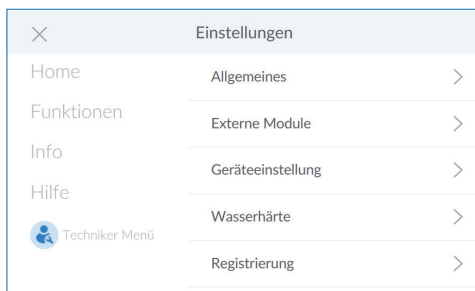 Einstellungen
Home
Funktionen
Info
Hilfe
Techniker Menü
Allgemeines
Externe Module
Geräteeinstellung
Wasserhärte
Registrierung